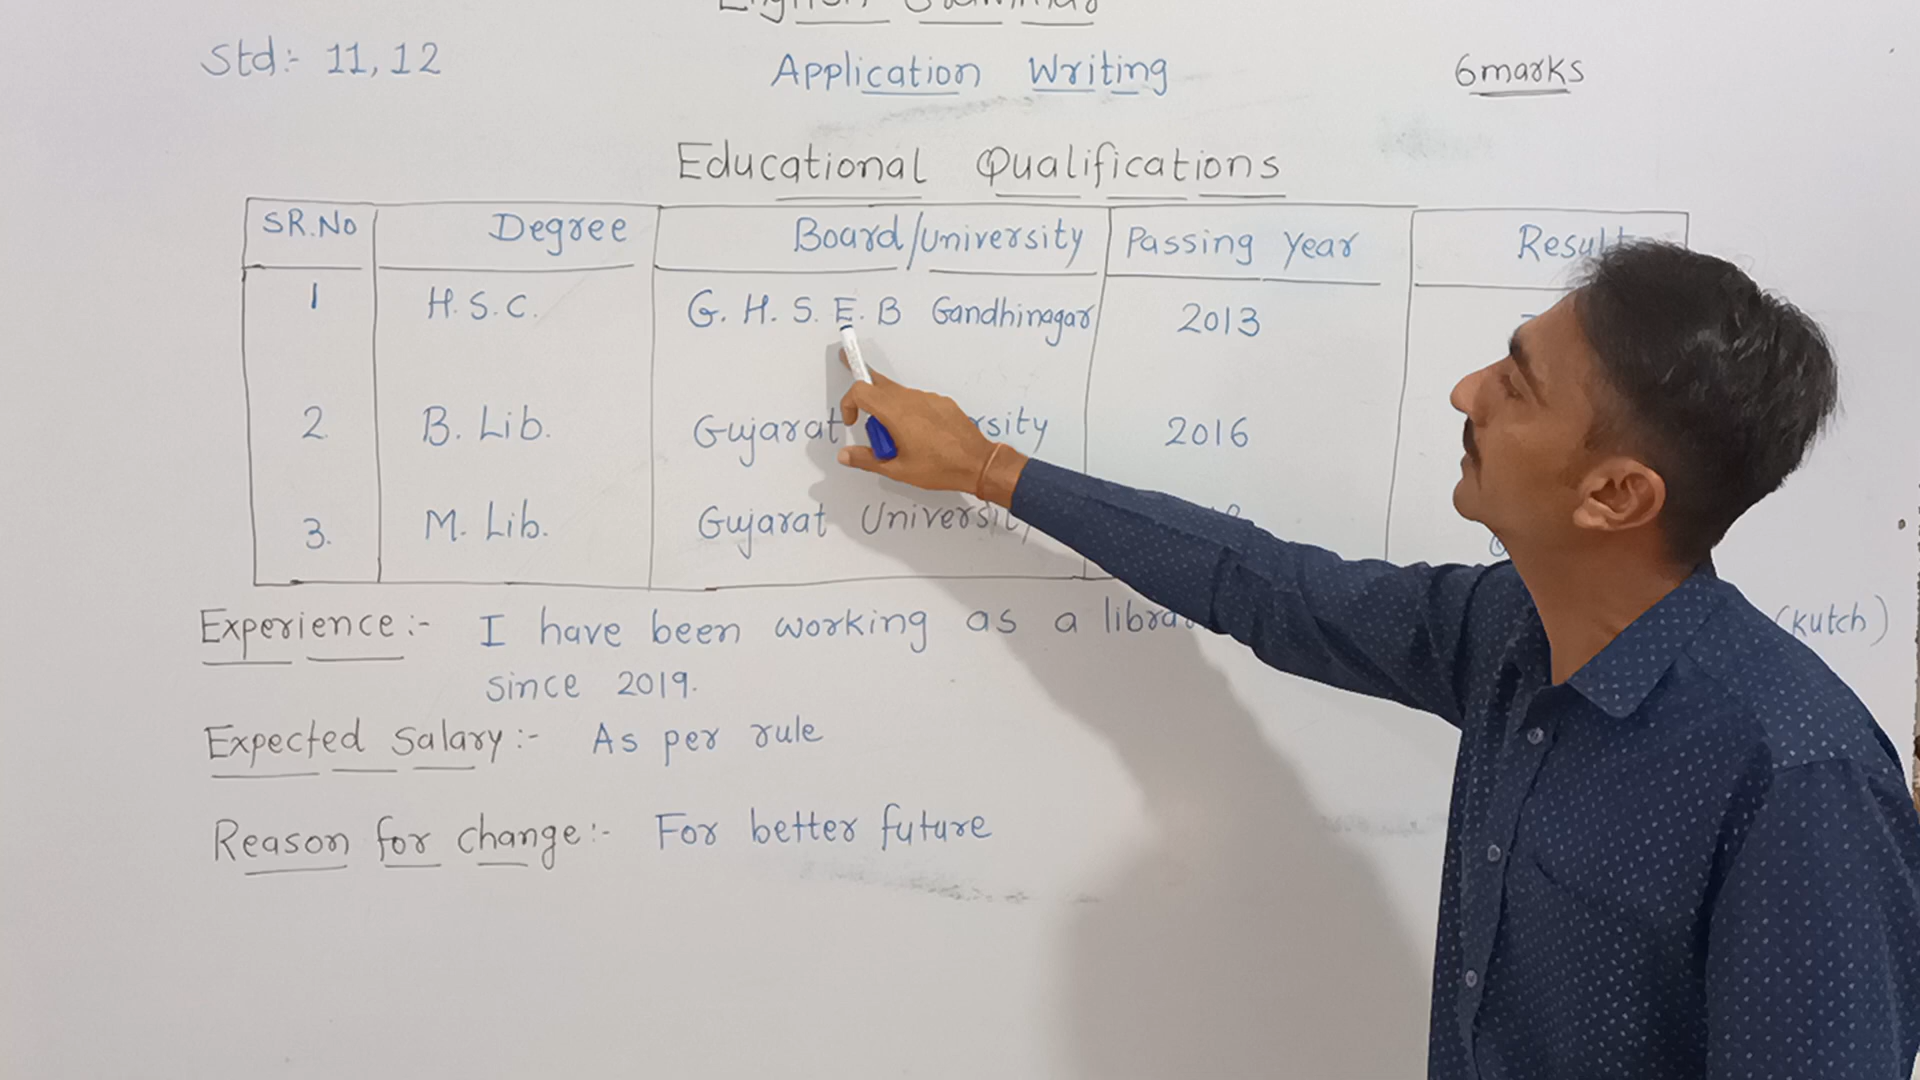 Std:- 11, 12
Application Writing
6marks
Educational Qualifications
SR.No Degree Board/University Passing Year
1 H.S.C. G. H. S. E. B Gandhinagar 2013
2 B. Lib. Gujarat 2016
3. M. Lib. Gujarat University
Experience:- I have been working as a (kutch)
since 2019.
Expected Salary:- As per rule
Reason for change:- For better future